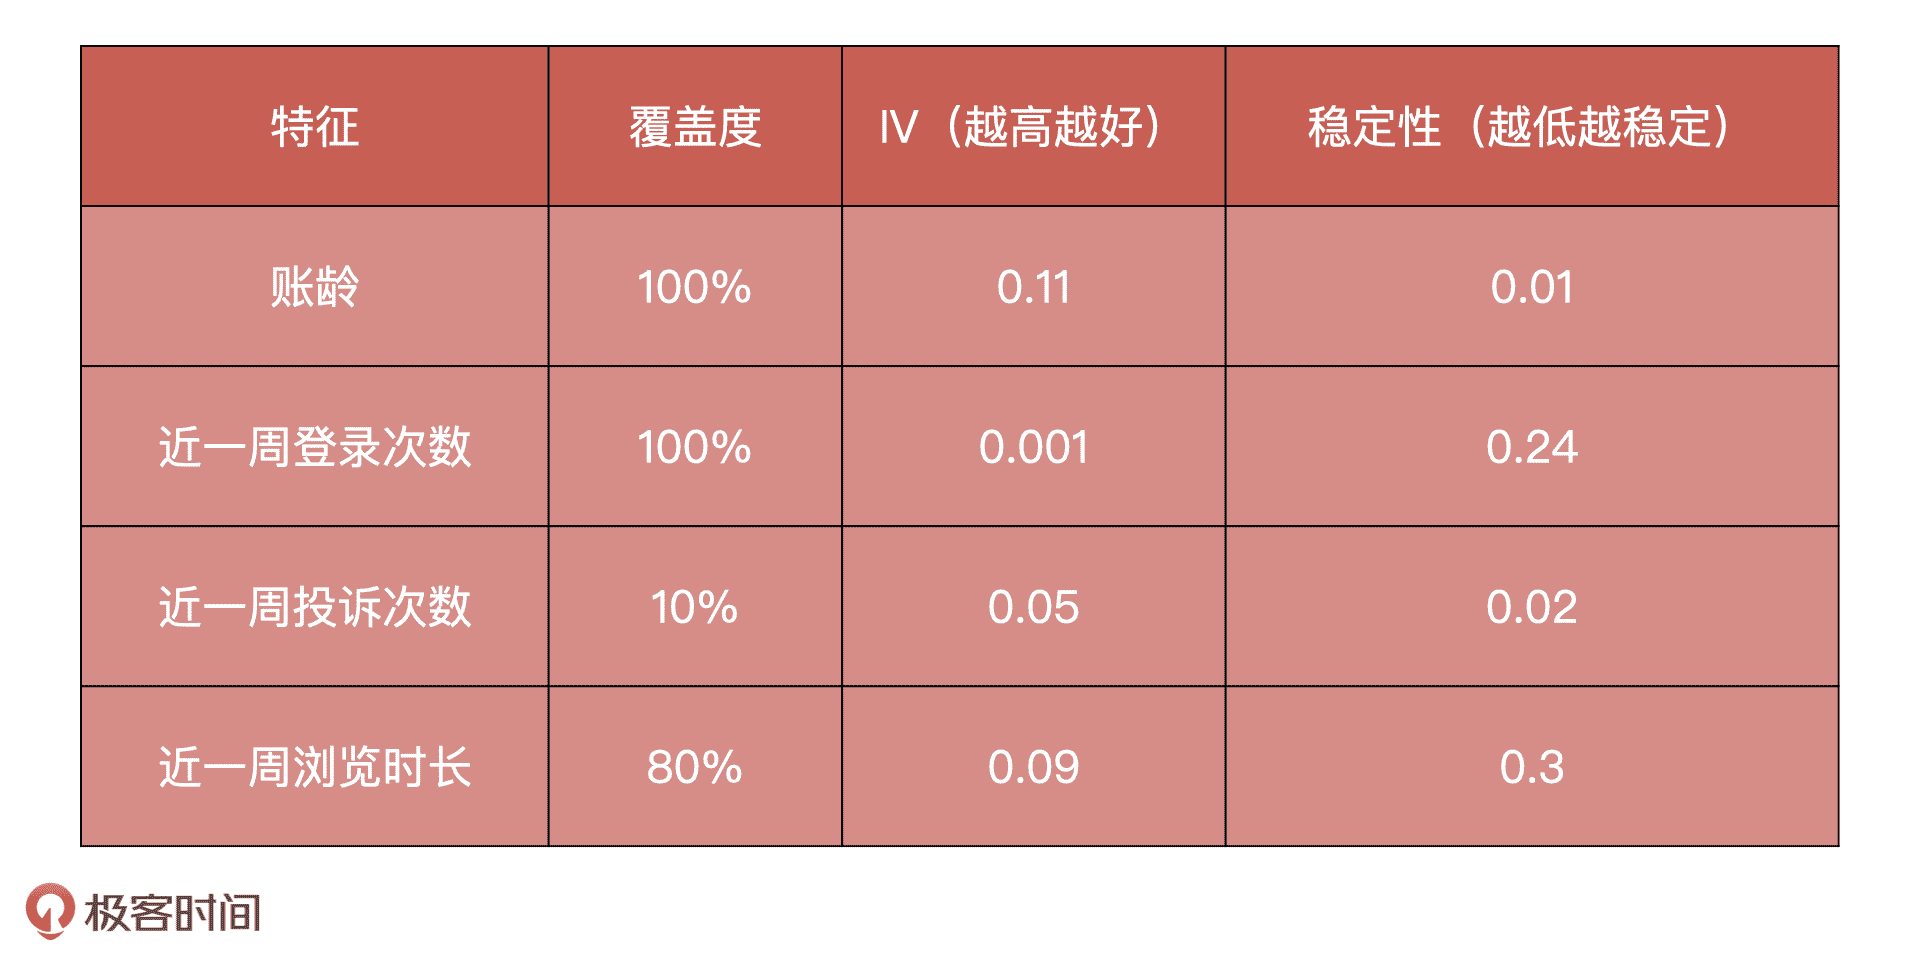 特征 覆盖度 IV（越高越好） 稳定性（越低越稳定）
账龄 100% 0.11 0.01
近一周登录次数 100% 0.001 0.24
近一周投诉次数 10% 0.05 0.02
近一周浏览时长 80% 0.09 0.3
极客时间